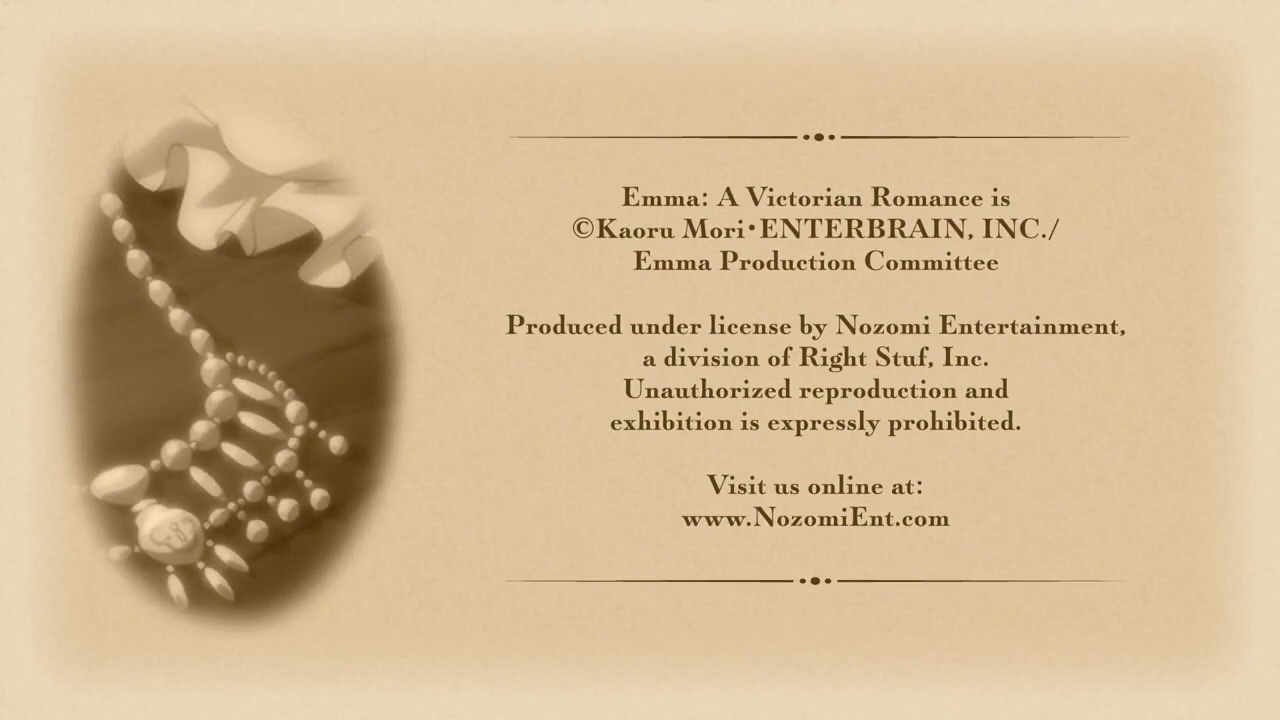 Emma: A Victorian Romance is
©Kaoru Mori•ENTERBRAIN, INC./
Emma Production Committee
Produced under license by Nozomi Entertainment,
a division of Right Stuf, Inc.
Unauthorized reproduction and
exhibition is expressly prohibited.
Visit us online at:
www.NozomiEnt.com